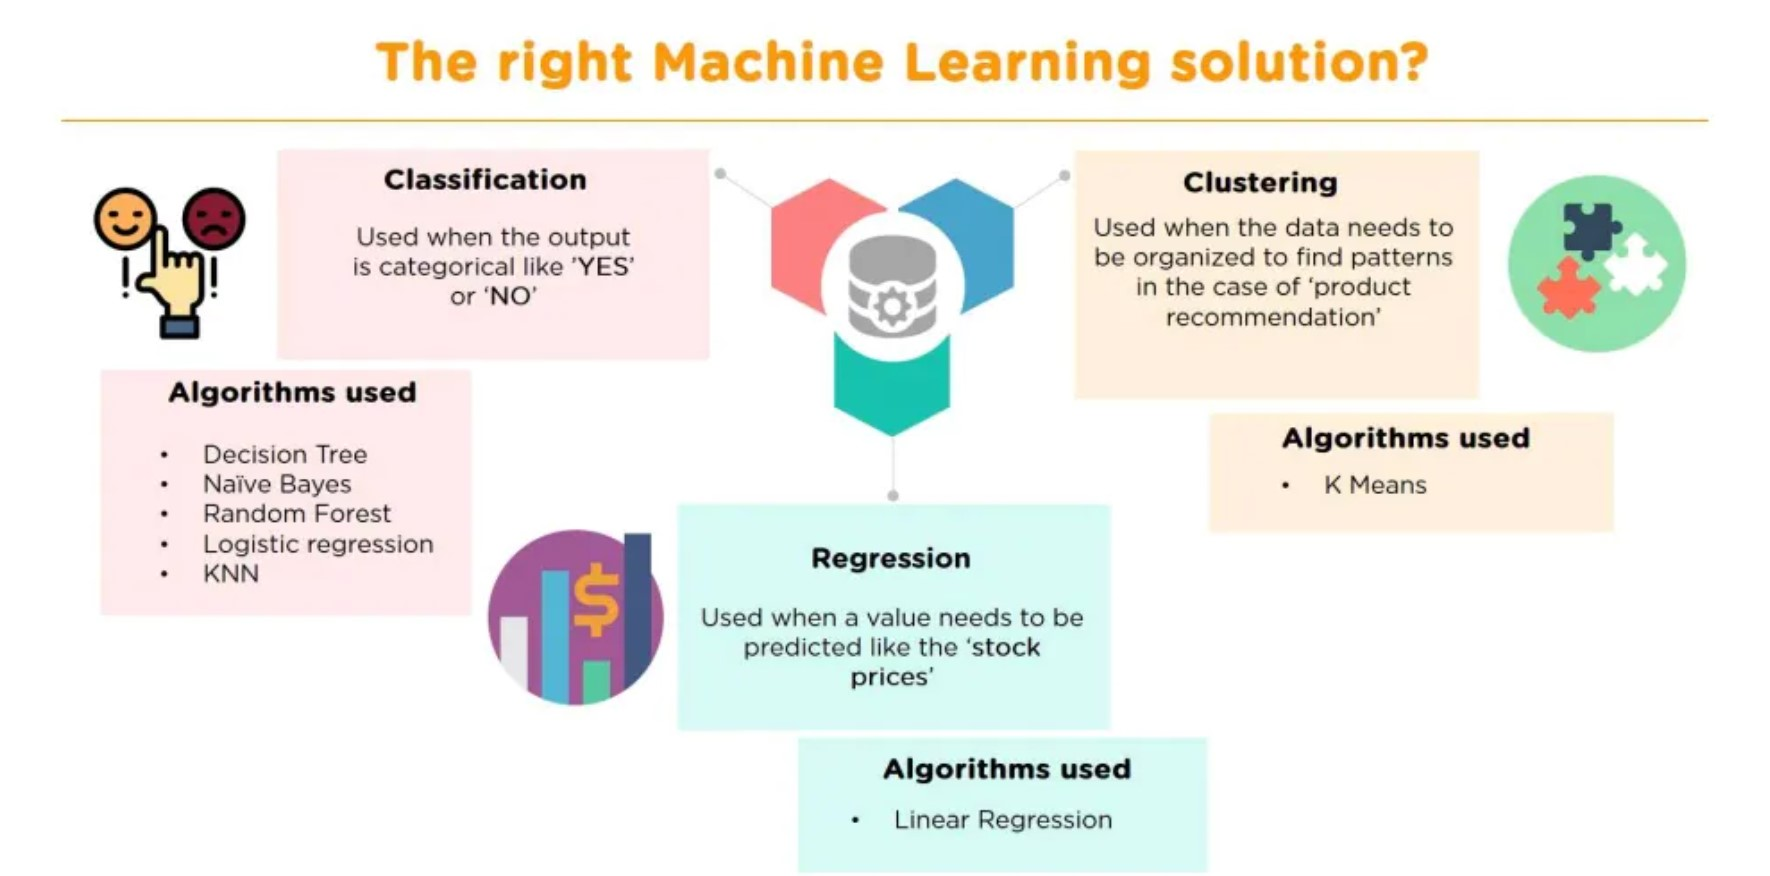 The right Machine Learning solution?
Classification
Used when the output
is categorical like 'YES'
or ‘NO’
Algorithms used
• Decision Tree
• Naïve Bayes
• Random Forest
• Logistic regression
• KNN
Clustering
Used when the data needs to
be organized to find patterns
in the case of ‘product
recommendation’
Algorithms used
• K Means
$
Regression
Used when a value needs to be
predicted like the ‘stock
prices’
Algorithms used
• Linear Regression